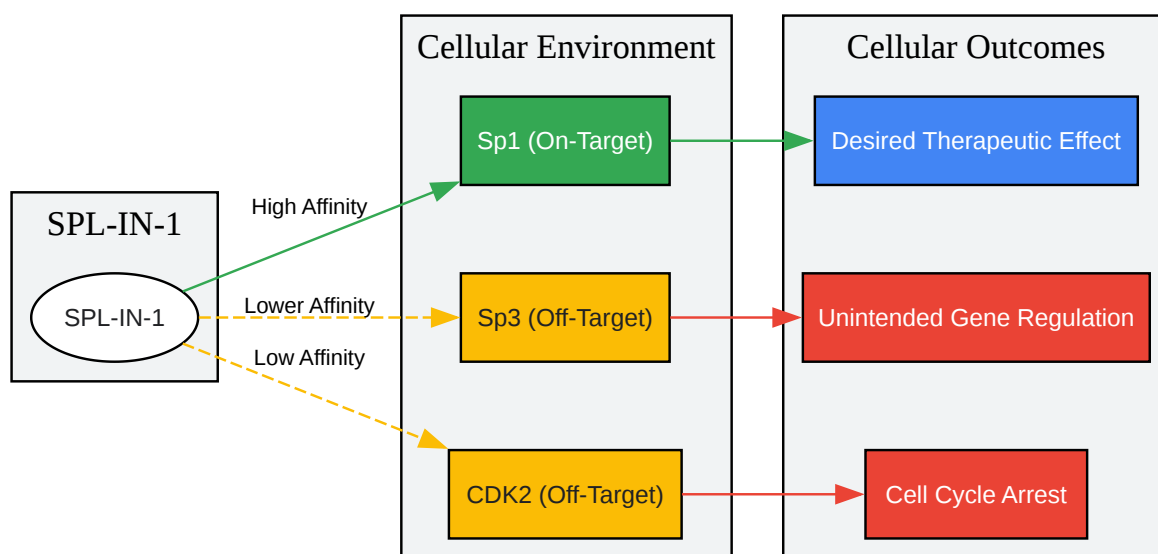 Cellular Environment
Cellular Outcomes
Sp1 (On-Target)
Desired Therapeutic Effect
SPL-IN-1
High Affinity
SPL-IN-1
Lower Affinity
Sp3 (Off-Target)
Unintended Gene Regulation
Low Affinity
CDK2 (Off-Target)
Cell Cycle Arrest